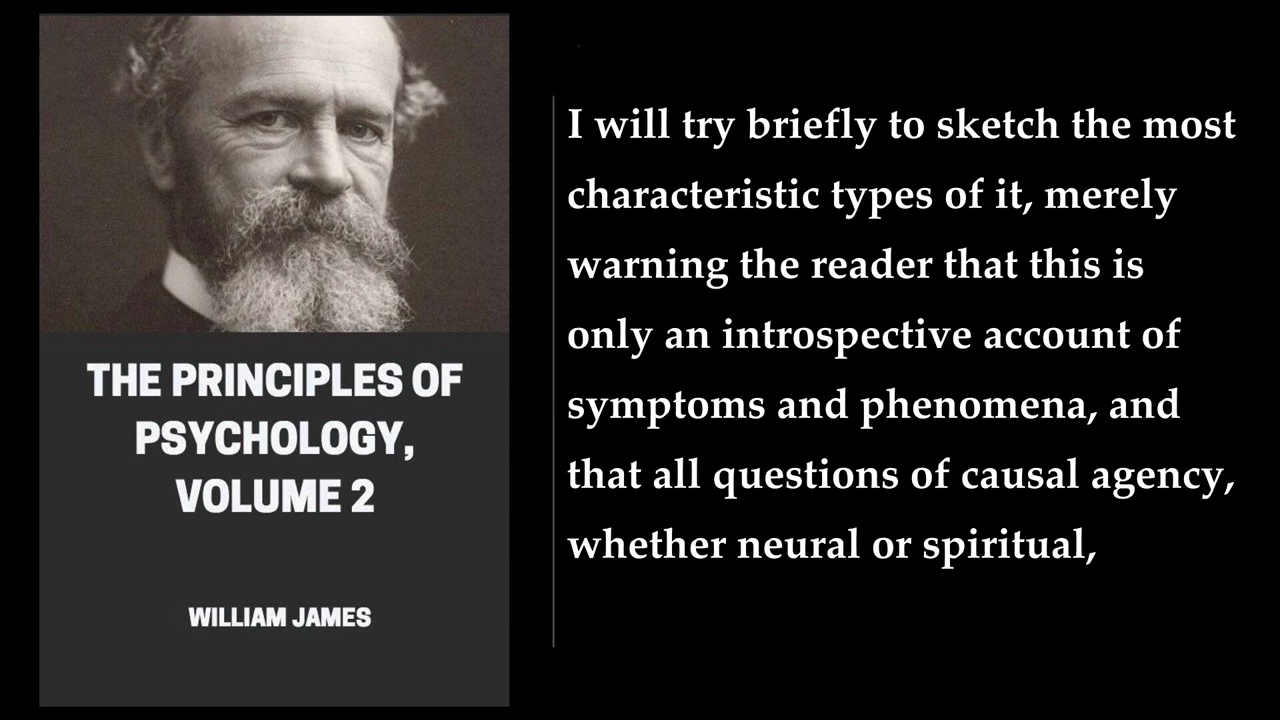 THE PRINCIPLES OF
PSYCHOLOGY,
VOLUME 2
WILLIAM JAMES
I will try briefly to sketch the most
characteristic types of it, merely
warning the reader that this is
only an introspective account of
symptoms and phenomena, and
that all questions of causal agency,
whether neural or spiritual,